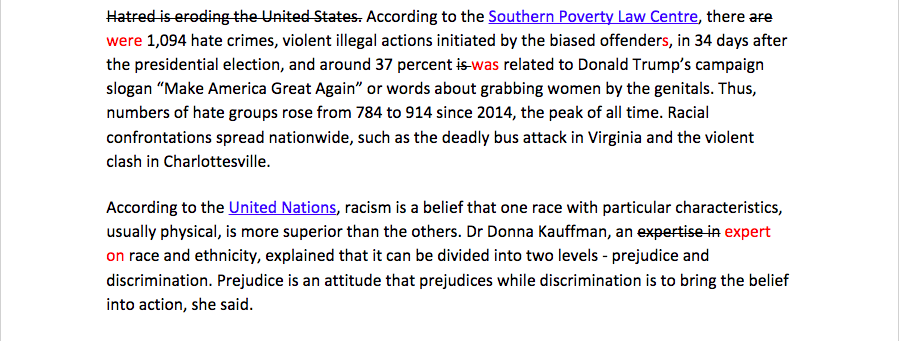 Hatred is eroding the United States. According to the Southern Poverty Law Centre, there are
were 1,094 hate crimes, violent illegal actions initiated by the biased offenders, in 34 days after
the presidential election, and around 37 percent is was related to Donald Trump’s campaign
slogan “Make America Great Again” or words about grabbing women by the genitals. Thus,
numbers of hate groups rose from 784 to 914 since 2014, the peak of all time. Racial
confrontations spread nationwide, such as the deadly bus attack in Virginia and the violent
clash in Charlottesville.
According to the United Nations, racism is a belief that one race with particular characteristics,
usually physical, is more superior than the others. Dr Donna Kauffman, an expertise in expert
on race and ethnicity, explained that it can be divided into two levels - prejudice and
discrimination. Prejudice is an attitude that prejudices while discrimination is to bring the belief
into action, she said.